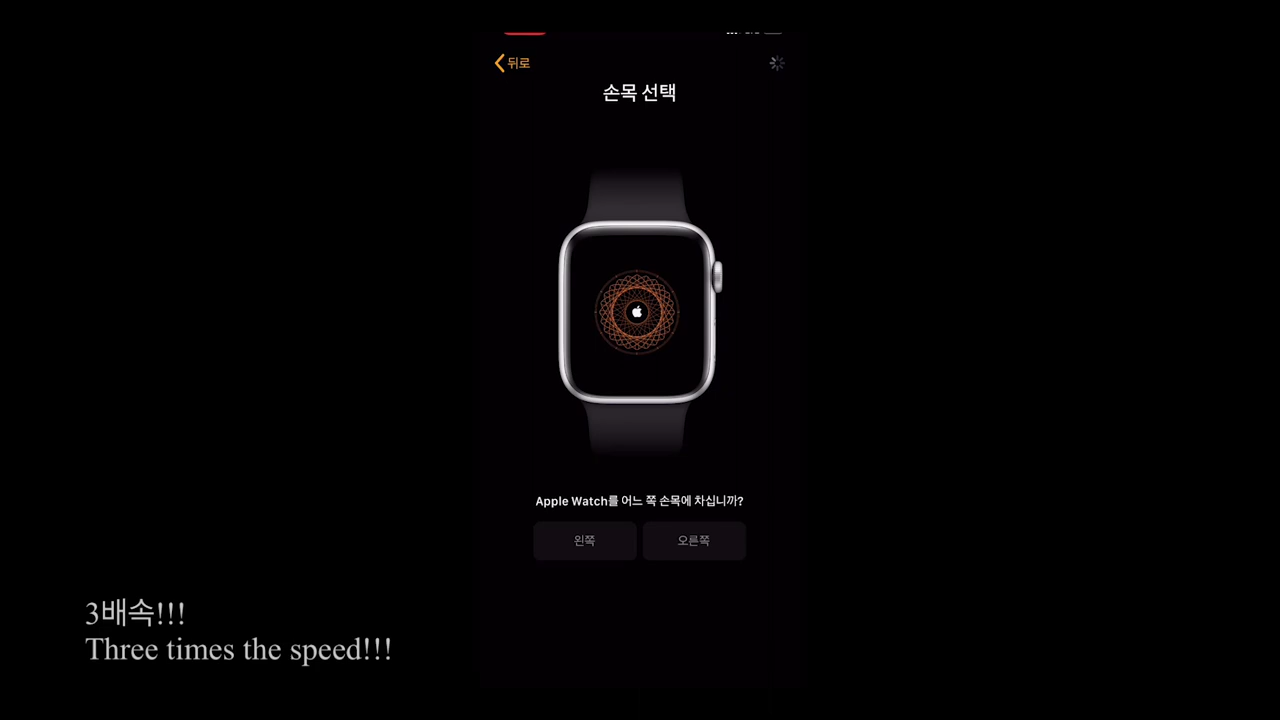 뒤로
손목 선택
Apple Watch를 어느 쪽 손목에 차십니까?
왼쪽
오른쪽
3배속!!!
Three times the speed!!!